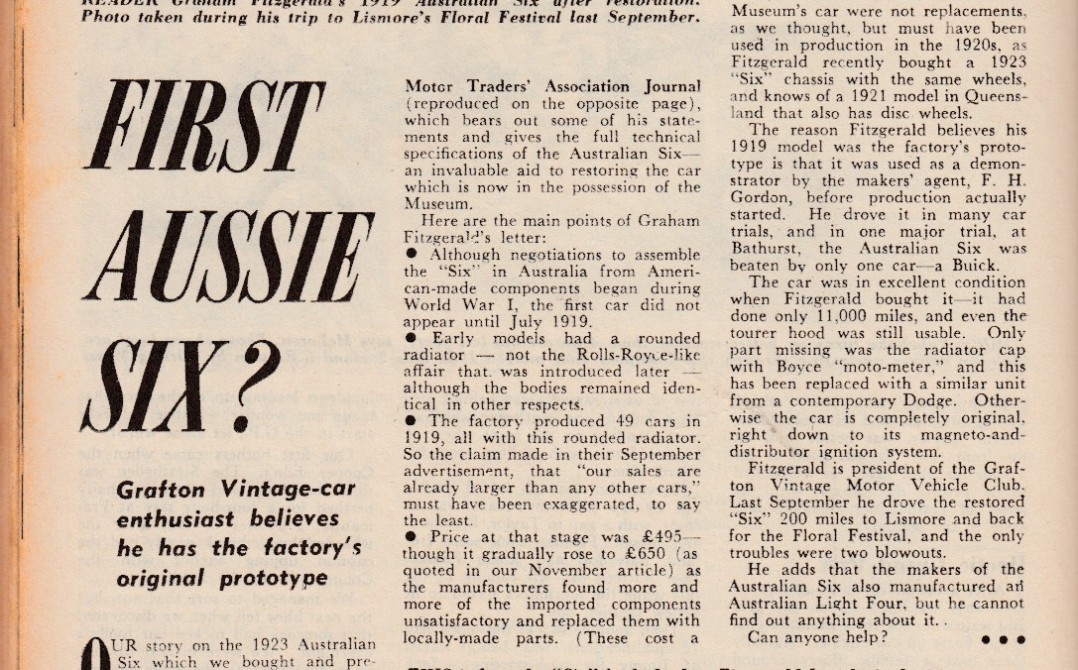 READER Graham Fitzgerald's 1919 Australian Six after restoration.
Photo taken during his trip to Lismore's Floral Festival last September.
FIRST
AUSSIE
SIX?
Grafton Vintage-car
enthusiast believes
he has the factory's
original prototype
OUR story on the 1923 Australian
Six which we bought and pre-
Motor Traders' Association Journal
(reproduced on the opposite page),
which bears out some of his state-
ments and gives the full technical
specifications of the Australian Six—
an invaluable aid to restoring the car
which is now in the possession of the
Museum.
Here are the main points of Graham
Fitzgerald's letter:
● Although negotiations to assemble
the "Six" in Australia from Ameri-
can-made components began during
World War I, the first car did not
appear until July 1919.
● Early models had a rounded
radiator — not the Rolls-Royce-like
affair that was introduced later —
although the bodies remained iden-
tical in other respects.
● The factory produced 49 cars in
1919, all with this rounded radiator.
So the claim made in their September
advertisement, that "our sales are
already larger than any other cars,"
must have been exaggerated, to say
the least.
● Price at that stage was £495—
though it gradually rose to £650 (as
quoted in our November article) as
the manufacturers found more and
more of the imported components
unsatisfactory and replaced them with
locally-made parts. (These cost a
Museum's car were not replacements,
as we thought, but must have been
used in production in the 1920s, as
Fitzgerald recently bought a 1923
"Six" chassis with the same wheels,
and knows of a 1921 model in Queens-
land that also has disc wheels.
The reason Fitzgerald believes his
1919 model was the factory's proto-
type is that it was used as a demon-
strator by the makers' agent, F. H.
Gordon, before production actually
started. He drove it in many car
trials, and in one major trial, at
Bathurst, the Australian Six was
beaten by only one car—a Buick.
The car was in excellent condition
when Fitzgerald bought it—it had
done only 11,000 miles, and even the
tourer hood was still usable. Only
part missing was the radiator cap
with Boyce "moto-meter," and this
has been replaced with a similar unit
from a contemporary Dodge. Other-
wise the car is completely original,
right down to its magneto-and-
distributor ignition system.
Fitzgerald is president of the Graf-
ton Vintage Motor Vehicle Club.
Last September he drove the restored
"Six" 200 miles to Lismore and back
for the Floral Festival, and the only
troubles were two blowouts.
He adds that the makers of the
Australian Six also manufactured an
Australian Light Four, but he cannot
find out anything about it..
Can anyone help? ● ● ●